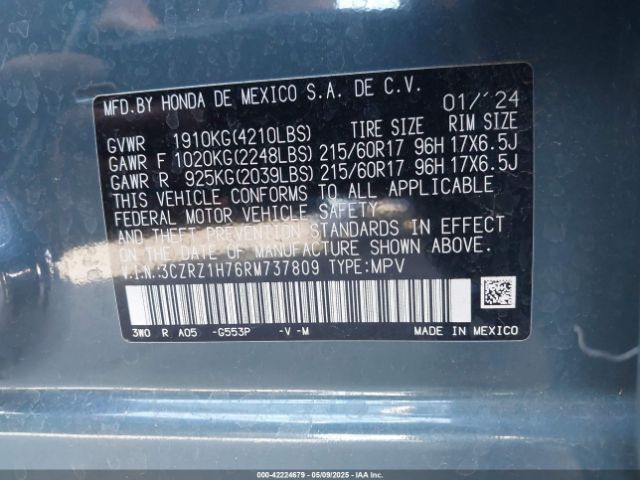 MFD.BY HONDA DE MEXICO S.A. DE C.V. 01/'24
GVWR 1910KG(4210LBS) TIRE SIZE RIM SIZE
GAWR F 1020KG(2248LBS) 215/60R17 96H 17X6.5J
GAWR R 925KG(2039LBS) 215/60R17 96H 17X6.5J
THIS VEHICLE CONFORMS TO ALL APPLICABLE
FEDERAL MOTOR VEHICLE SAFETY
AND THEFT PREVENTION STANDARDS IN EFFECT
ON THE DATE OF MANUFACTURE SHOWN ABOVE.
V.I.N.:3CZRZ1H76RM737809 TYPE:MPV
3WO R A05 -G553P -V -M MADE IN MEXICO
000-42224679 - 05/09/2025 - IAAI.COM